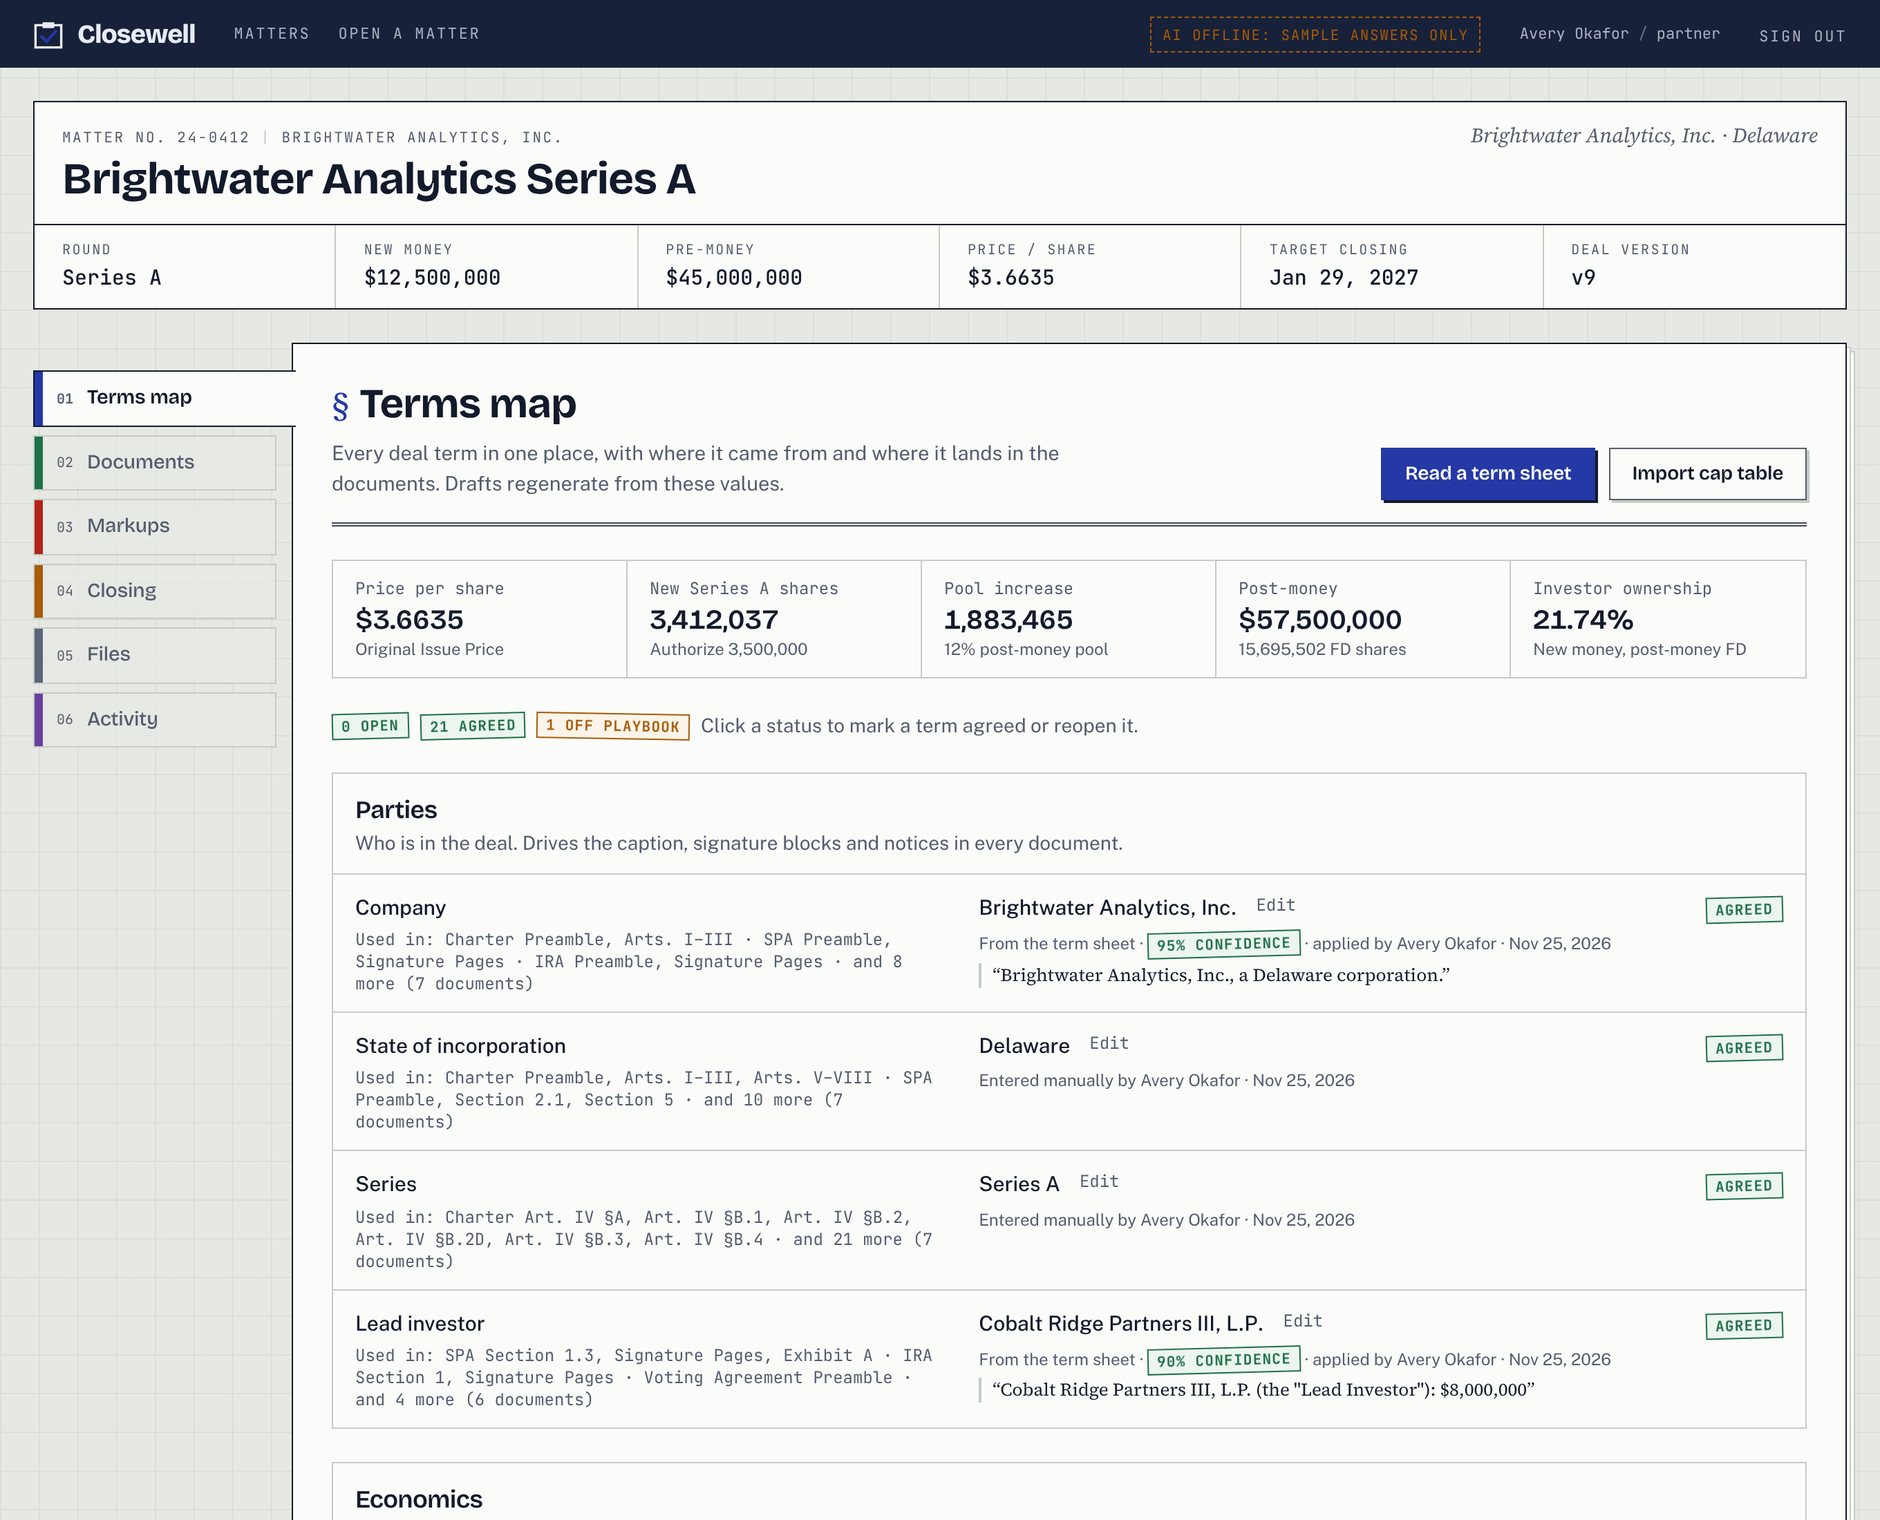 Closewell
MATTERS
OPEN A MATTER
AI OFFLINE: SAMPLE ANSWERS ONLY
Avery Okafor / partner
SIGN OUT
MATTER NO. 24-0412 | BRIGHTWATER ANALYTICS, INC.
Brightwater Analytics, Inc. · Delaware
Brightwater Analytics Series A
ROUND
Series A
NEW MONEY
$12,500,000
PRE-MONEY
$45,000,000
PRICE / SHARE
$3.6635
TARGET CLOSING
Jan 29, 2027
DEAL VERSION
v9
01 Terms map
02 Documents
03 Markups
04 Closing
05 Files
06 Activity
§ Terms map
Every deal term in one place, with where it came from and where it lands in the
documents. Drafts regenerate from these values.
Read a term sheet
Import cap table
Price per share
$3.6635
Original Issue Price
New Series A shares
3,412,037
Authorize 3,500,000
Pool increase
1,883,465
12% post-money pool
Post-money
$57,500,000
15,695,502 FD shares
Investor ownership
21.74%
New money, post-money FD
0 OPEN
21 AGREED
1 OFF PLAYBOOK
Click a status to mark a term agreed or reopen it.
Parties
Who is in the deal. Drives the caption, signature blocks and notices in every document.
Company
Used in: Charter Preamble, Arts. I–III · SPA Preamble,
Signature Pages · IRA Preamble, Signature Pages · and 8
more (7 documents)
Brightwater Analytics, Inc. Edit
From the term sheet · 95% CONFIDENCE · applied by Avery Okafor · Nov 25, 2026
“Brightwater Analytics, Inc., a Delaware corporation.”
AGREED
State of incorporation
Used in: Charter Preamble, Arts. I–III, Arts. V–VIII · SPA
Preamble, Section 2.1, Section 5 · and 10 more (7
documents)
Delaware Edit
Entered manually by Avery Okafor · Nov 25, 2026
AGREED
Series
Used in: Charter Art. IV §A, Art. IV §B.1, Art. IV §B.2,
Art. IV §B.2D, Art. IV §B.3, Art. IV §B.4 · and 21 more (7
documents)
Series A Edit
Entered manually by Avery Okafor · Nov 25, 2026
AGREED
Lead investor
Used in: SPA Section 1.3, Signature Pages, Exhibit A · IRA
Section 1, Signature Pages · Voting Agreement Preamble ·
and 4 more (6 documents)
Cobalt Ridge Partners III, L.P. Edit
From the term sheet · 90% CONFIDENCE · applied by Avery Okafor · Nov 25, 2026
“Cobalt Ridge Partners III, L.P. (the "Lead Investor"): $8,000,000”
AGREED
Economics